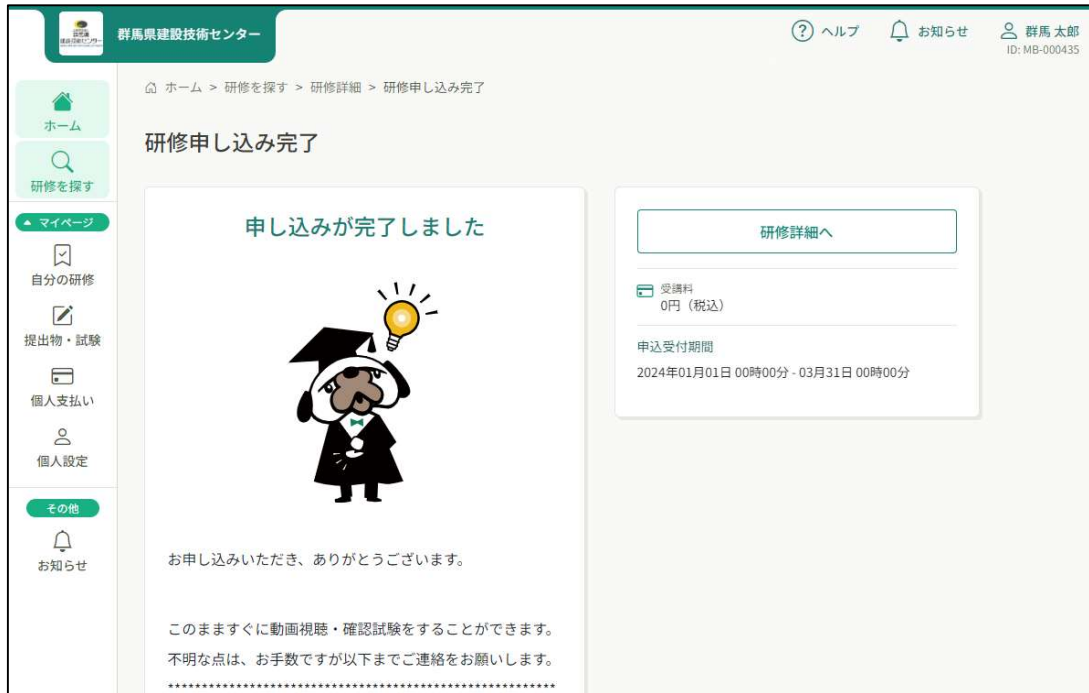 群馬県建設技術センター
ヘルプ
お知らせ
群馬 太郎
ID: MB-000435
ホーム
研修を探す
マイページ
自分の研修
提出物・試験
個人支払い
個人設定
その他
お知らせ
ホーム > 研修を探す > 研修詳細 > 研修申し込み完了
研修申し込み完了
申し込みが完了しました
お申し込みいただき、ありがとうございます。
このまますぐに動画視聴・確認試験をすることができます。
不明な点は、お手数ですが以下までご連絡をお願いします。
*********************************************************
研修詳細へ
受講料
0円（税込）
申込受付期間
2024年01月01日 00時00分 - 03月31日 00時00分